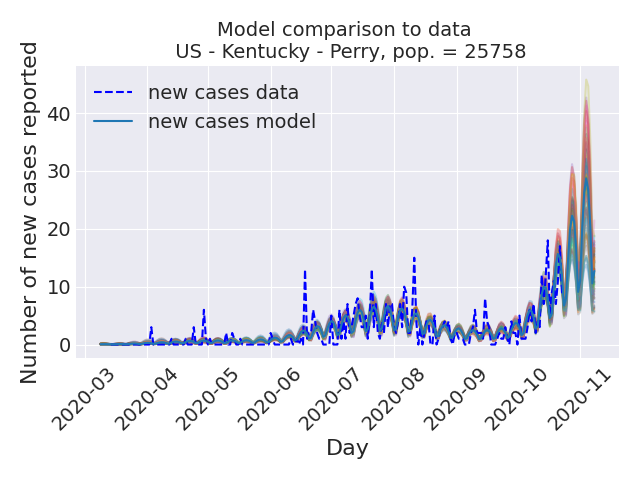 Model comparison to data
US - Kentucky - Perry, pop. = 25758
Number of new cases reported
40
30
20
10
0
new cases data
new cases model
2020-03
2020-04
2020-05
2020-06
2020-07
2020-08
2020-09
2020-10
2020-11
Day